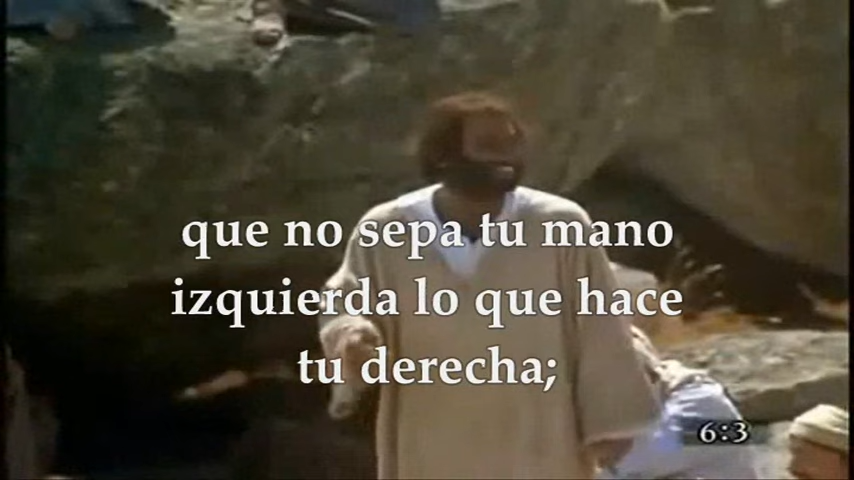 que no sepa tu mano
izquierda lo que hace
tu derecha;
6:3